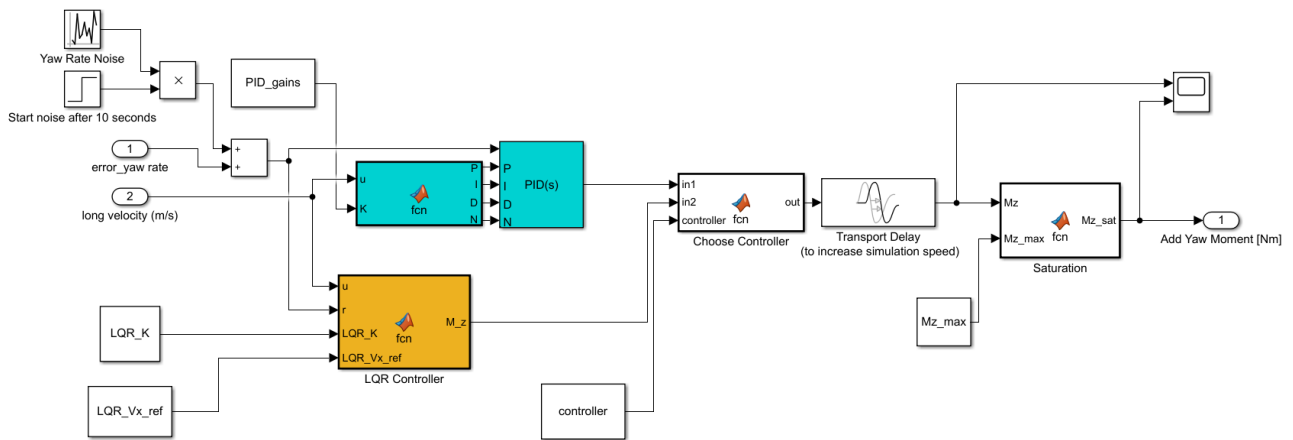 Yaw Rate Noise
×
Start noise after 10 seconds
1
error_yaw rate
2
long velocity (m/s)
+
+
PID_gains
u
K
fcn
P
I
D
N
P
I
D
N
PID(s)
LQR_K
LQR_Vx_ref
u
r
LQR_K
LQR_Vx_ref
fcn
M_z
LQR Controller
controller
in1
in2
controller
fcn
out
Choose Controller
Transport Delay
(to increase simulation speed)
Mz
Mz_max
fcn
Mz_sat
Saturation
Mz_max
1
Add Yaw Moment [Nm]